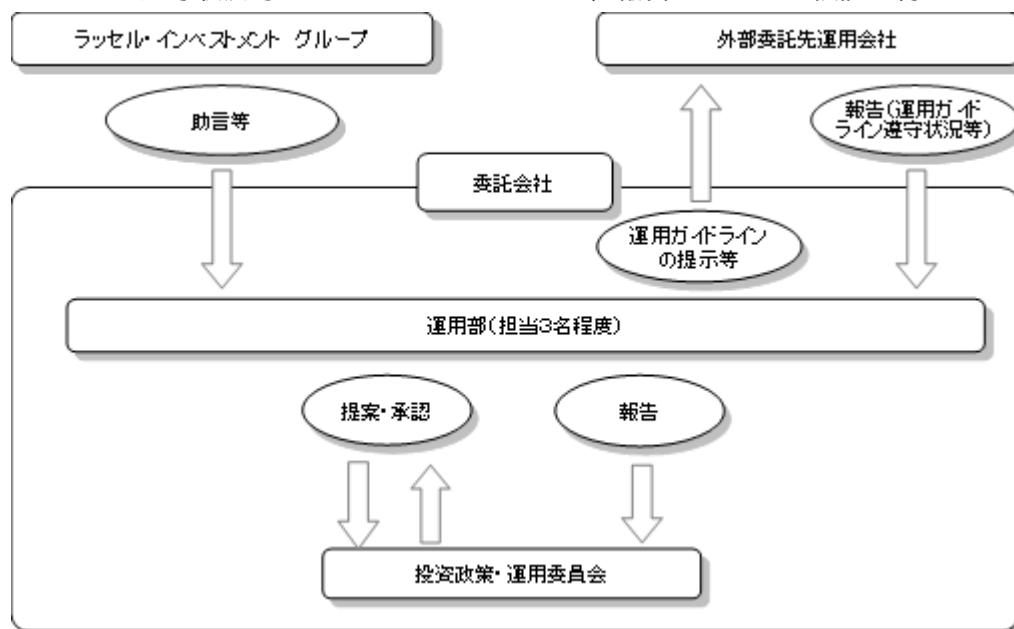 ラッセル・インベストメント グループ
外部委託先運用会社
助言等
報告(運用ガイド
ライン遵守状況等)
委託会社
運用ガイドライン
の提示等
運用部(担当3名程度)
提案・承認
報告
投資政策・運用委員会